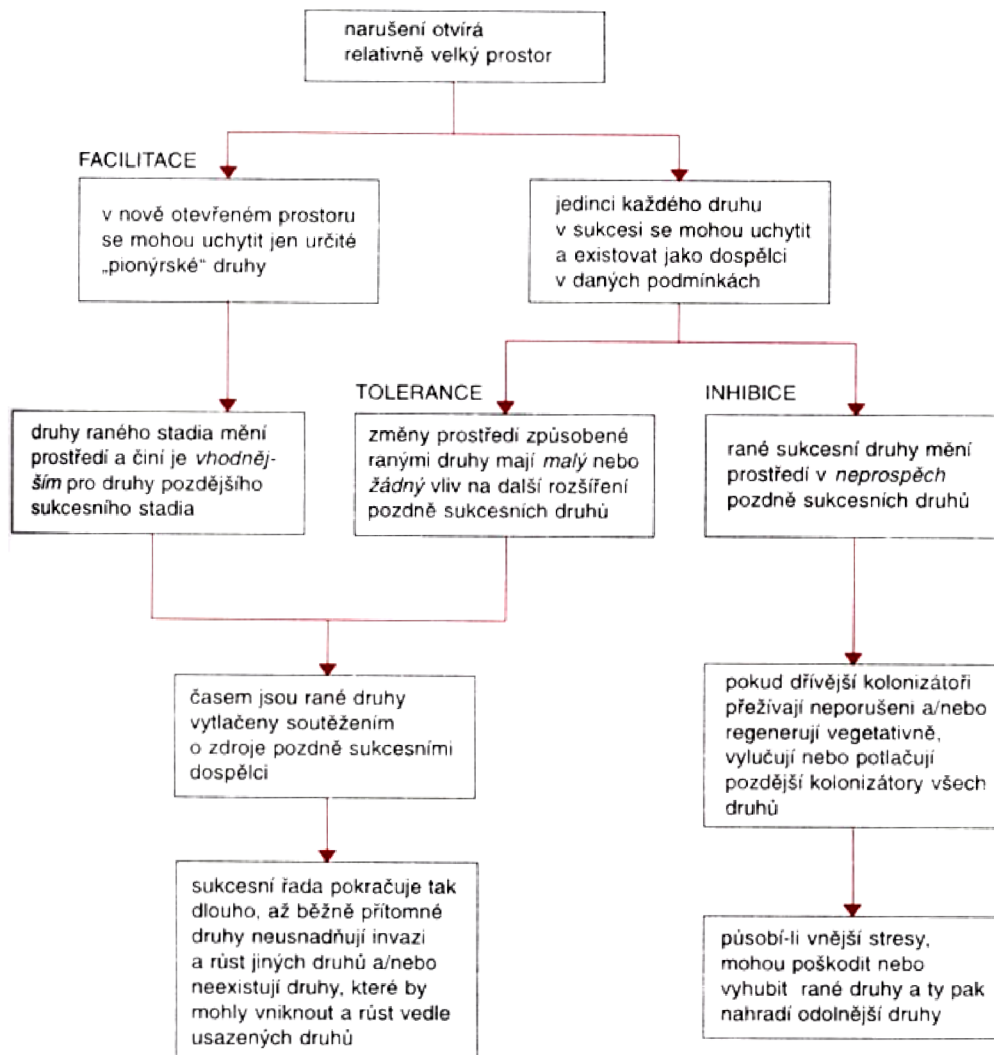 narušení otvírá
relativně velký prostor
FACILITACE
v nově otevřeném prostoru
se mohou uchytit jen určité
„pionýrské“ druhy
jedinci každého druhu
v sukcesi se mohou uchytit
a existovat jako dospělci
v daných podmínkách
druhy raného stadia mění
prostředí a činí je vhodněj-
ším pro druhy pozdějšího
sukcesního stadia
TOLERANCE
změny prostředí způsobené
ranými druhy mají malý nebo
žádný vliv na další rozšíření
pozdně sukcesních druhů
INHIBICE
rané sukcesní druhy mění
prostředí v neprospěch
pozdně sukcesních druhů
časem jsou rané druhy
vytlačeny soutěžením
o zdroje pozdně sukcesními
dospělci
pokud dřívější kolonizátoři
přežívají neporušeni a/nebo
regenerují vegetativně,
vylučují nebo potlačují
pozdější kolonizátory všech
druhů
sukcesní řada pokračuje tak
dlouho, až běžně přítomné
druhy neusnadňují invazi
a růst jiných druhů a/nebo
neexistují druhy, které by
mohly vniknout a růst vedle
usazených druhů
působí-li vnější stresy,
mohou poškodit nebo
vyhubit rané druhy a ty pak
nahradí odolnější druhy